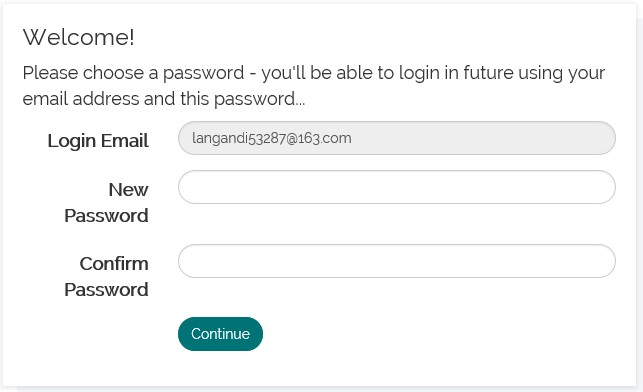 Welcome!
Please choose a password - you'll be able to login in future using your
email address and this password...
Login Email
langandi53287@163.com
New
Password
Confirm
Password
Continue